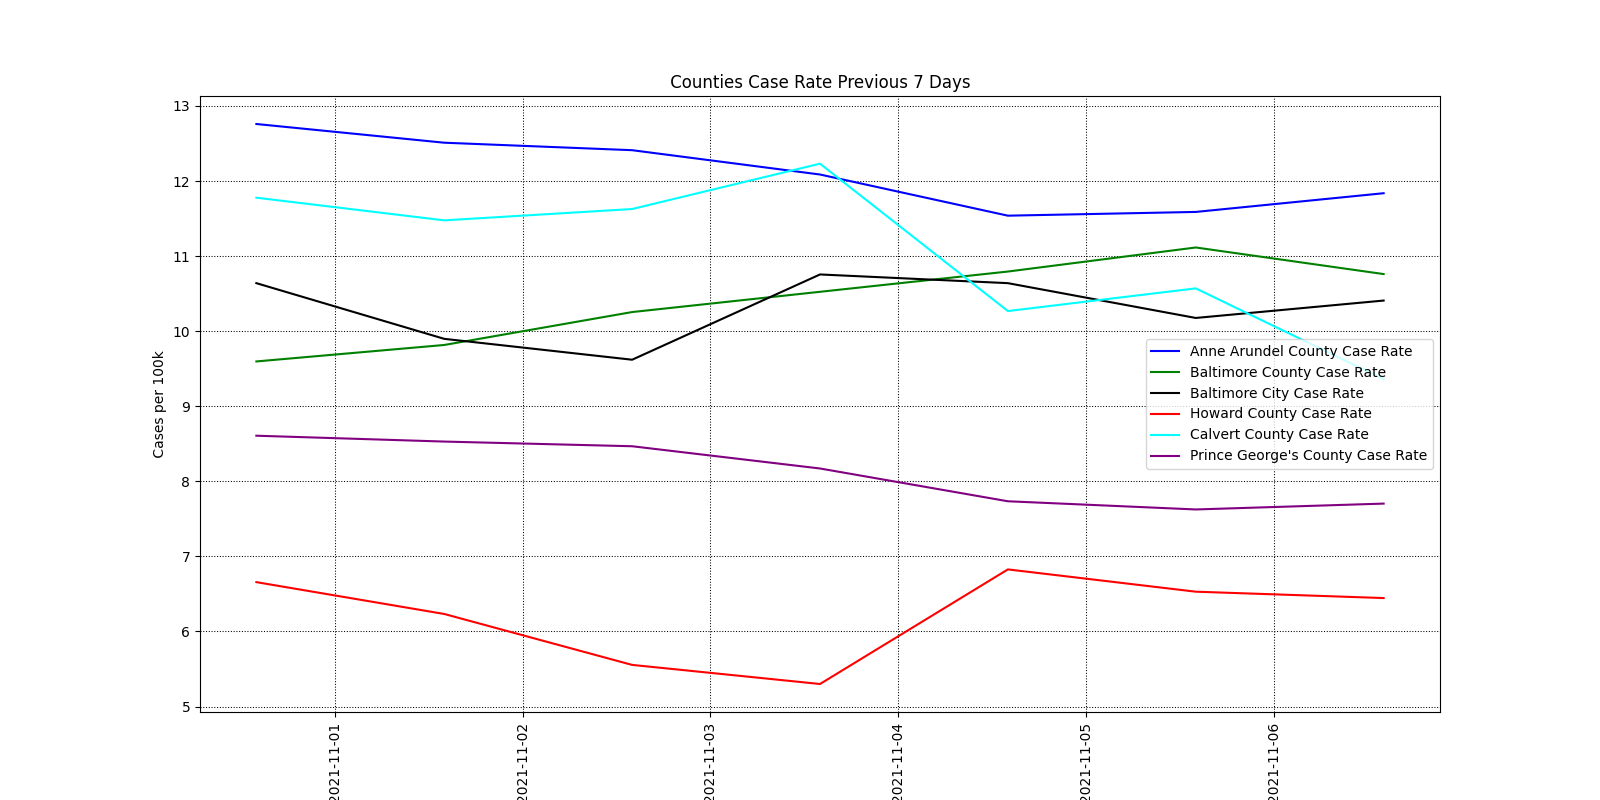 Counties Case Rate Previous 7 Days
13
12
11
10
9
8
7
6
5
Cases per 100k
Anne Arundel County Case Rate
Baltimore County Case Rate
Baltimore City Case Rate
Howard County Case Rate
Calvert County Case Rate
Prince George's County Case Rate
2021-11-01
2021-11-02
2021-11-03
2021-11-04
2021-11-05
2021-11-06